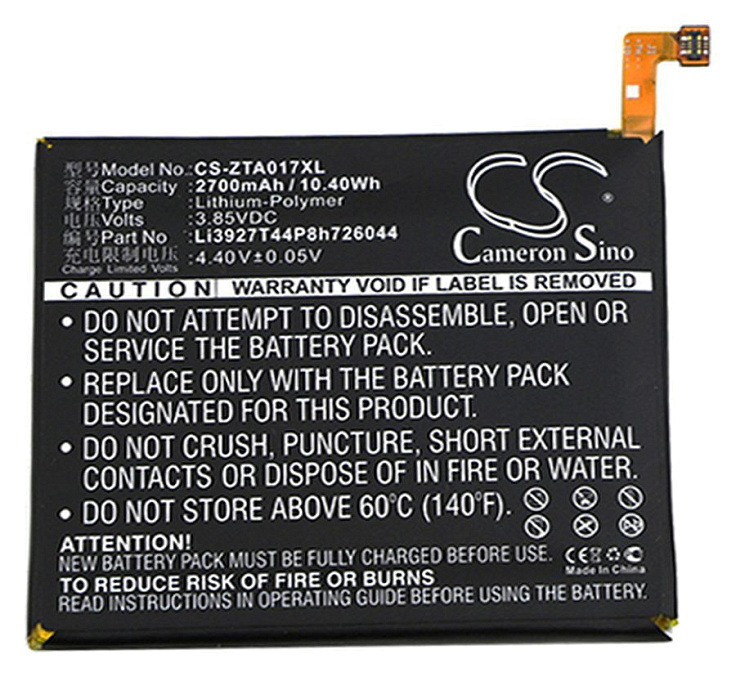 型号Model No.:CS-ZTA017XL
容量Capacity :2700mAh / 10.40Wh
规格Type :Lithium-Polymer
电压Volts :3.85VDC
编号Part No :Li3927T44P8h726044
充电限制电压:4.40V±0.05V
Charge Limited Volts
CS ®
Cameron Sino
CAUTION WARRANTY VOID IF LABEL IS REMOVED
• DO NOT ATTEMPT TO DISASSEMBLE, OPEN OR
SERVICE THE BATTERY PACK.
• REPLACE ONLY WITH THE BATTERY PACK
DESIGNATED FOR THIS PRODUCT.
• DO NOT CRUSH, PUNCTURE, SHORT EXTERNAL
CONTACTS OR DISPOSE OF IN FIRE OR WATER.
• DO NOT STORE ABOVE 60°C (140°F).
ATTENTION!
NEW BATTERY PACK MUST BE FULLY CHARGED BEFORE USE.
TO REDUCE RISK OF FIRE OR EXPLOSION
READ INSTRUCTIONS IN OPERATING GUIDE BEFORE USING BATTERY PACK.
CE
Made In China